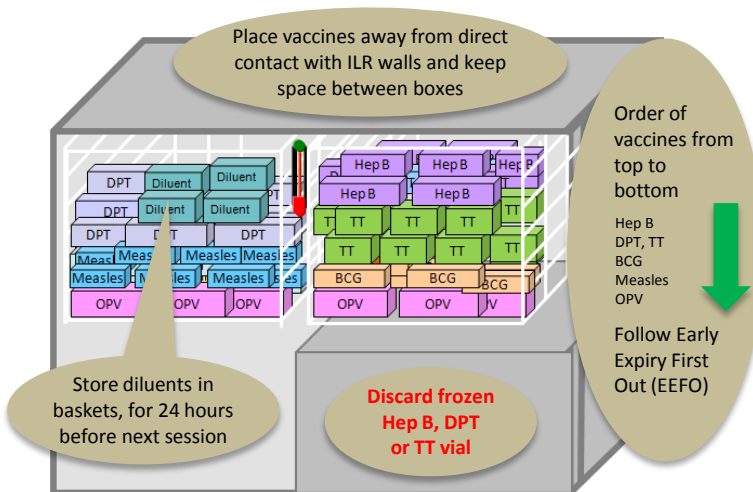 Place vaccines away from direct
contact with ILR walls and keep
space between boxes
Order of
vaccines from
top to
bottom
Hep B
DPT, TT
BCG
Measles
OPV
Follow Early
Expiry First
Out (EEFO)
DPT Diluent Diluent
DPT Diluent Diluent
DPT DPT DPT
Measles Measles Measles
Measles Measles Measles
OPV OPV OPV
Hep B Hep B Hep B
Hep B Hep B
TT TT TT TT
TT TT TT TT
BCG BCG BCG
OPV OPV OPV
Store diluents in
baskets, for 24 hours
before next session
Discard frozen
Hep B, DPT
or TT vial